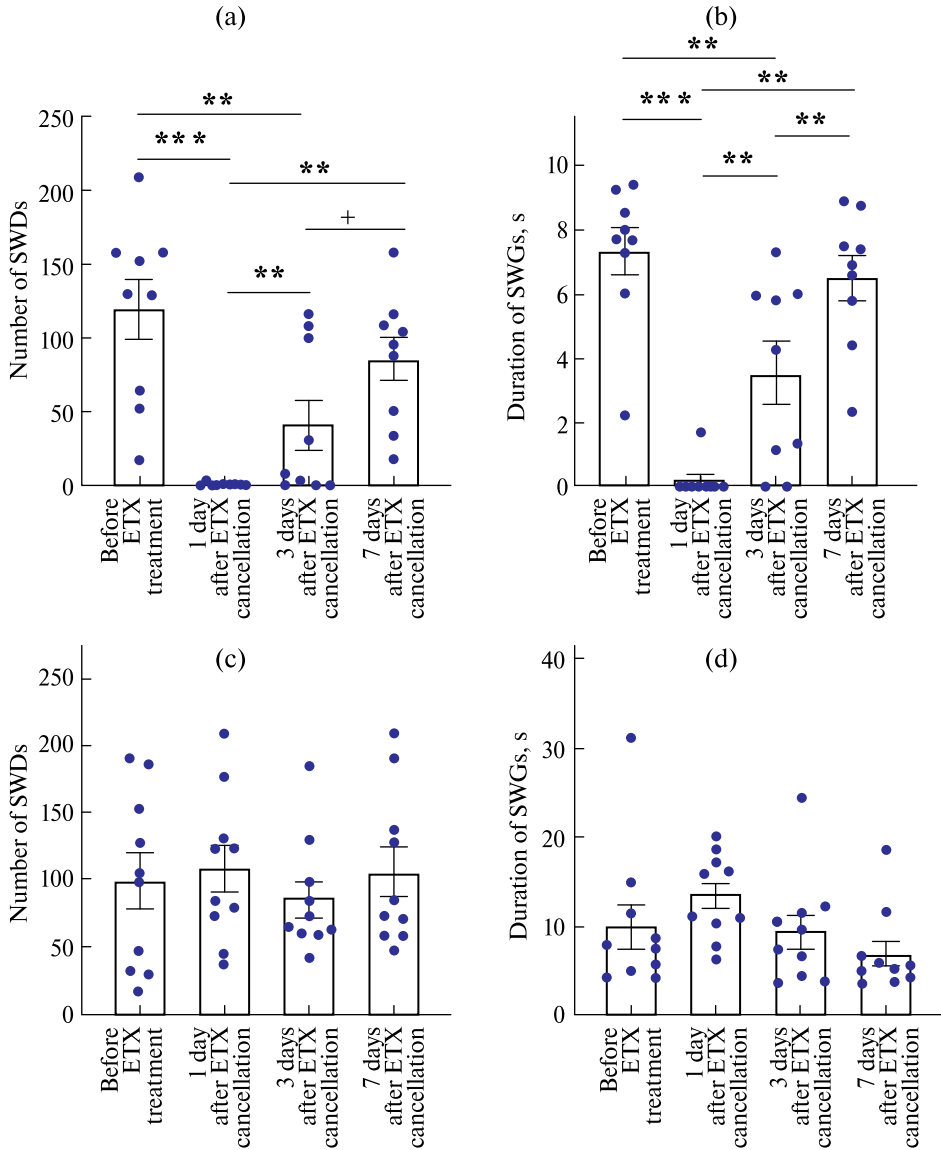 (a)
Number of SWDs
250
200
150
100
50
0
**
***
**
+
**
Before
ETX
treatment
1 day
after ETX
cancellation
3 days
after ETX
cancellation
7 days
after ETX
cancellation
(b)
Duration of SWGs, s
10
8
6
4
2
0
**
**
***
**
**
Before
ETX
treatment
1 day
after ETX
cancellation
3 days
after ETX
cancellation
7 days
after ETX
cancellation
(c)
Number of SWDs
250
200
150
100
50
0
Before
ETX
treatment
1 day
after ETX
cancellation
3 days
after ETX
cancellation
7 days
after ETX
cancellation
(d)
Duration of SWGs, s
40
30
20
10
0
Before
ETX
treatment
1 day
after ETX
cancellation
3 days
after ETX
cancellation
7 days
after ETX
cancellation